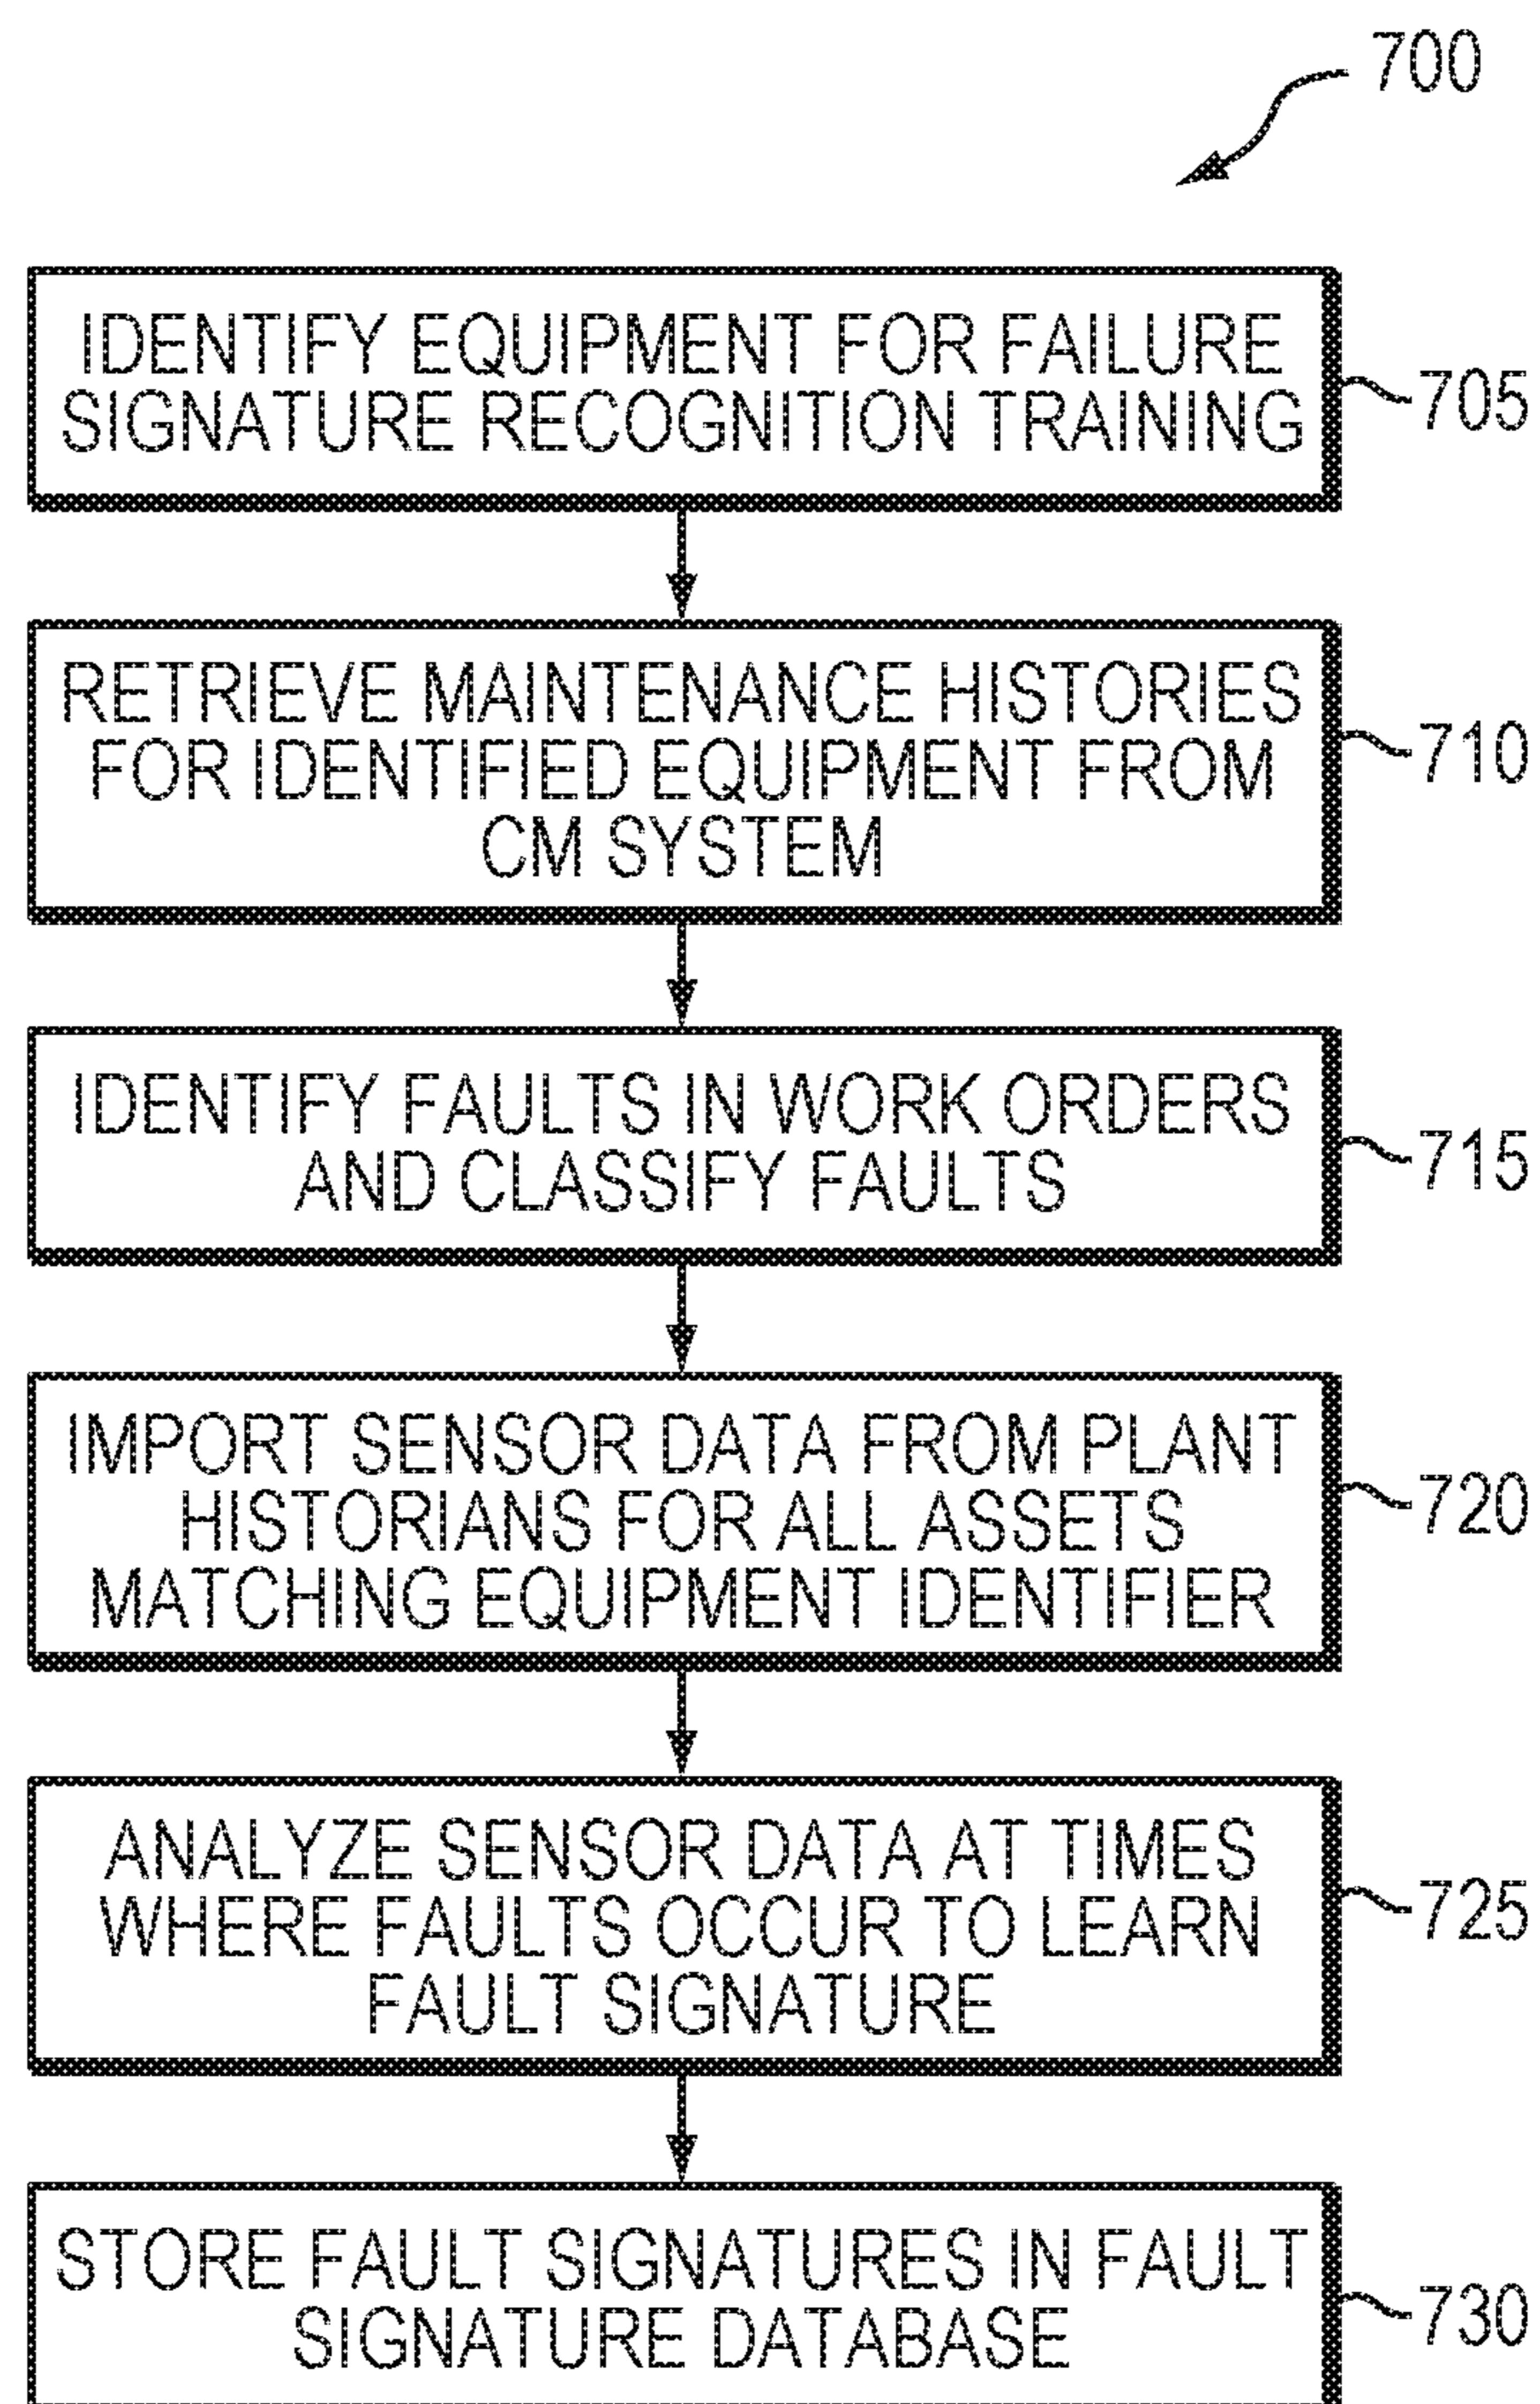 700
IDENTIFY EQUIPMENT FOR FAILURE
SIGNATURE RECOGNITION TRAINING
705
RETRIEVE MAINTENANCE HISTORIES
FOR IDENTIFIED EQUIPMENT FROM
CM SYSTEM
710
IDENTIFY FAULTS IN WORK ORDERS
AND CLASSIFY FAULTS
715
IMPORT SENSOR DATA FROM PLANT
HISTORIANS FOR ALL ASSETS
MATCHING EQUIPMENT IDENTIFIER
720
ANALYZE SENSOR DATA AT TIMES
WHERE FAULTS OCCUR TO LEARN
FAULT SIGNATURE
725
STORE FAULT SIGNATURES IN FAULT
SIGNATURE DATABASE
730